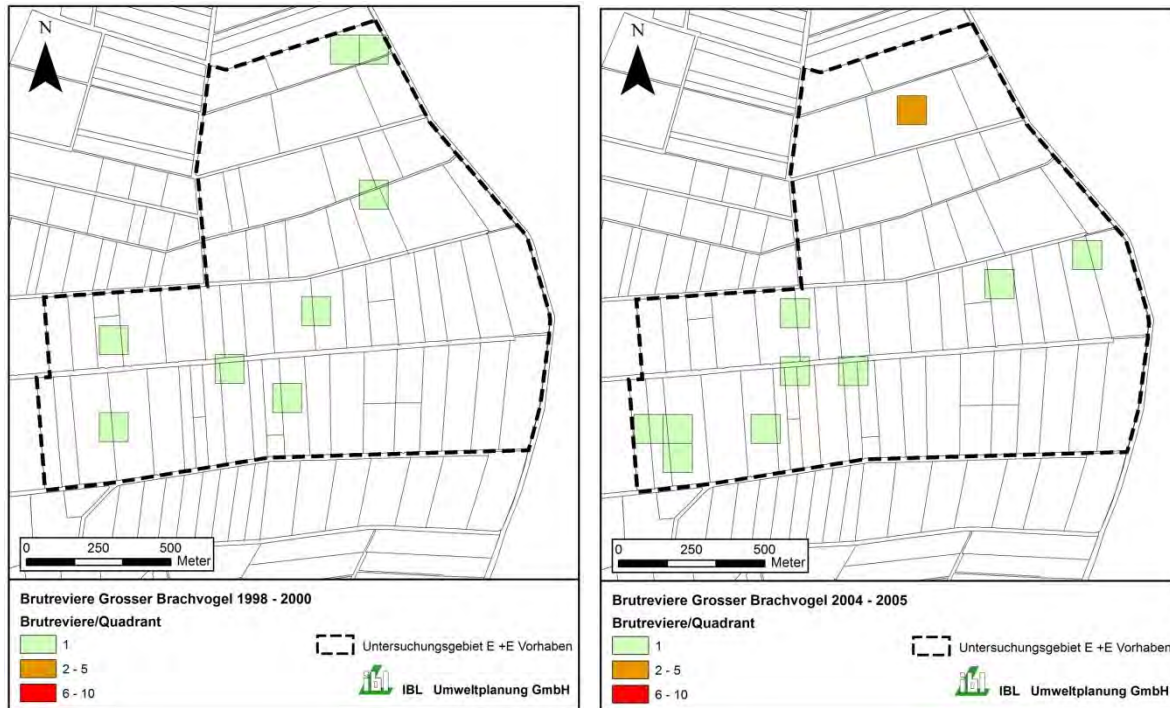 N
0 250 500
Meter
Brutreviere Grosser Brachvogel 1998 - 2000
Brutreviere/Quadrant
1
2 - 5
6 - 10
Untersuchungsgebiet E +E Vorhaben
IBL Umweltplanung GmbH
N
0 250 500
Meter
Brutreviere Grosser Brachvogel 2004 - 2005
Brutreviere/Quadrant
1
2 - 5
6 - 10
Untersuchungsgebiet E +E Vorhaben
IBL Umweltplanung GmbH